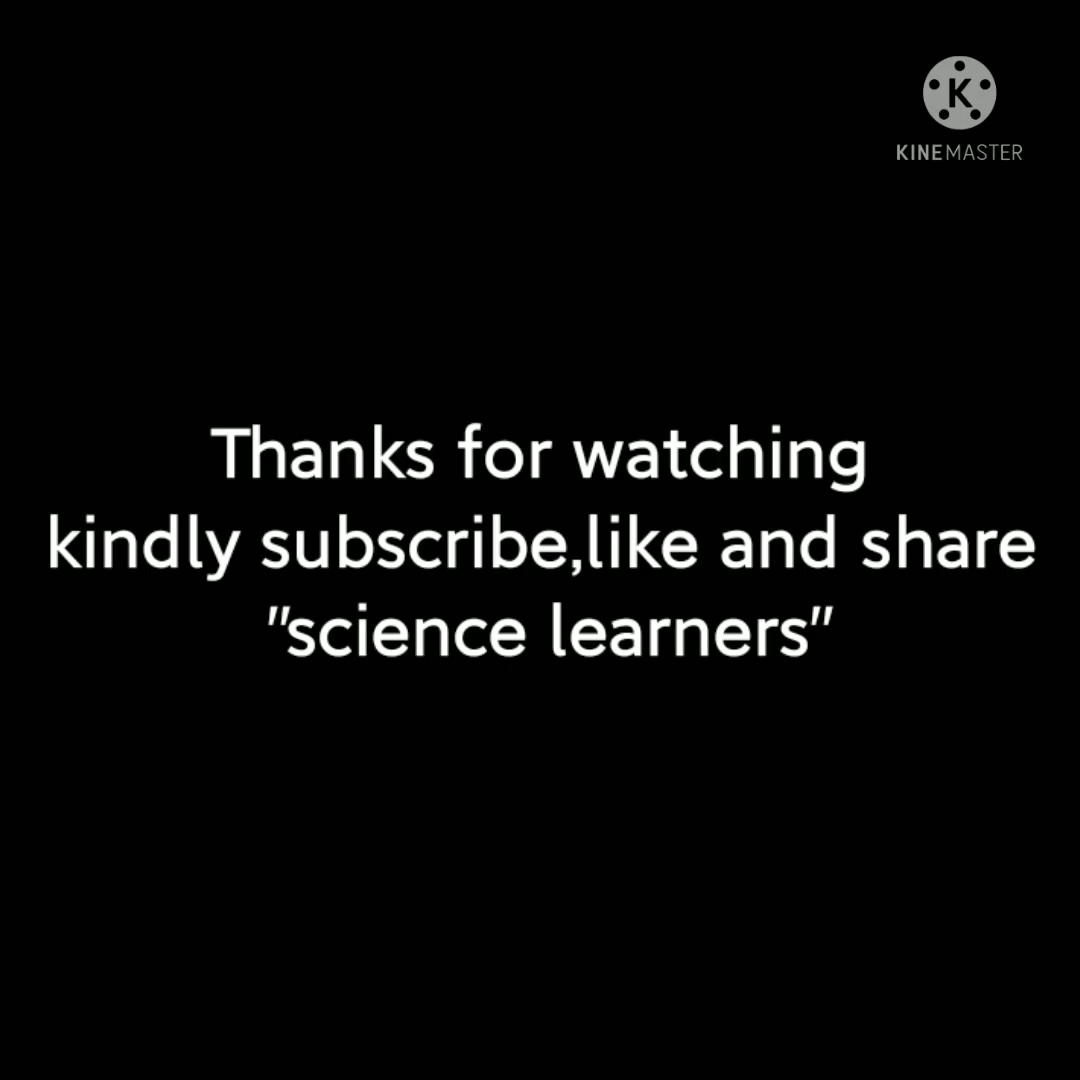 K
KINEMASTER
Thanks for watching
kindly subscribe,like and share
"science learners"